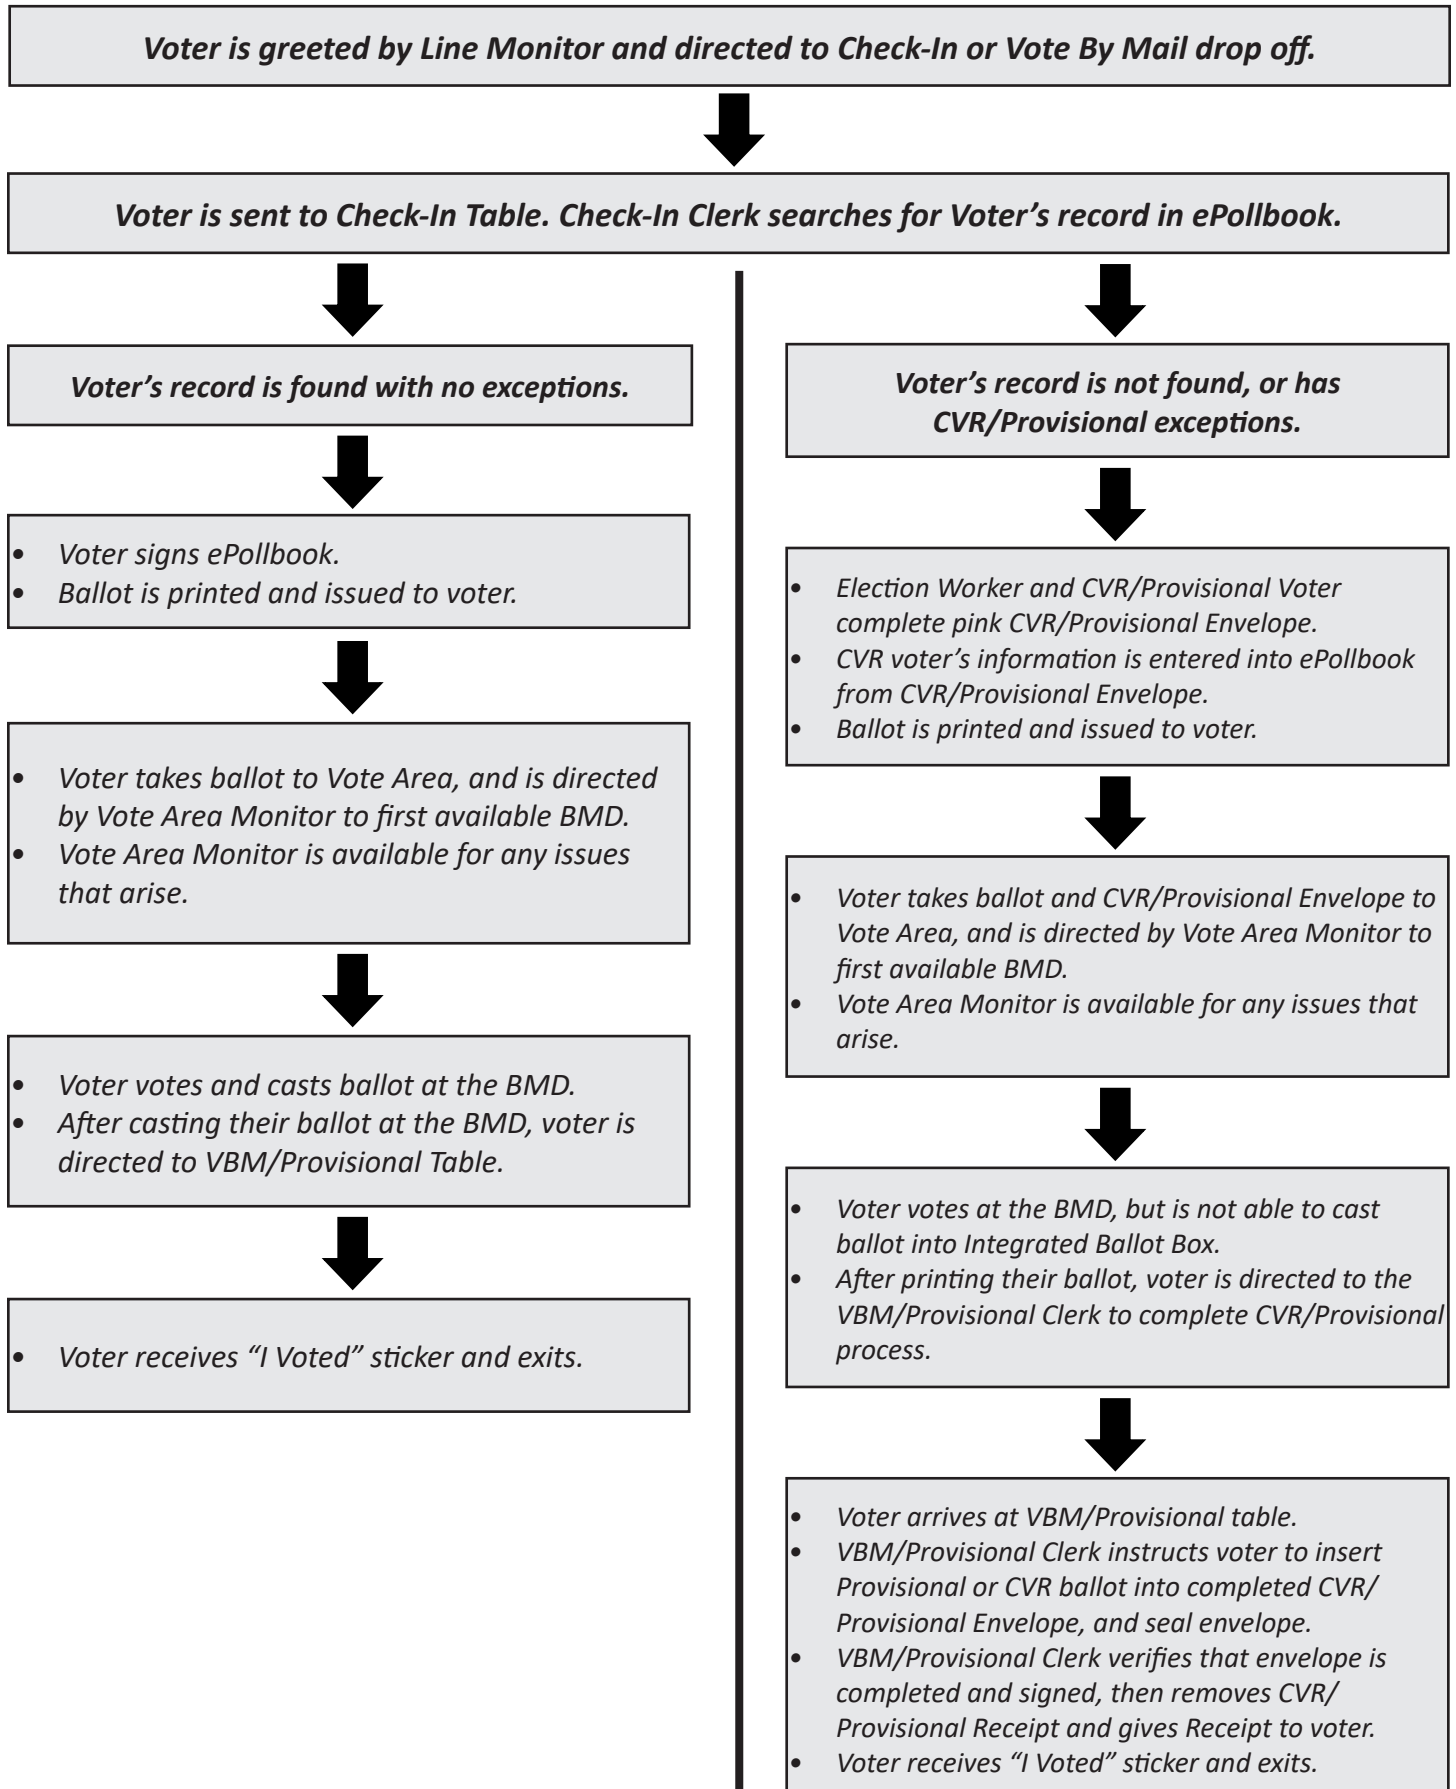 Voter is greeted by Line Monitor and directed to Check-In or Vote By Mail drop off.
Voter is sent to Check-In Table. Check-In Clerk searches for Voter’s record in ePollbook.
Voter’s record is found with no exceptions.
• Voter signs ePollbook.
• Ballot is printed and issued to voter.
• Voter takes ballot to Vote Area, and is directed
by Vote Area Monitor to first available BMD.
• Vote Area Monitor is available for any issues
that arise.
• Voter votes and casts ballot at the BMD.
• After casting their ballot at the BMD, voter is
directed to VBM/Provisional Table.
• Voter receives “I Voted” sticker and exits.
Voter’s record is not found, or has
CVR/Provisional exceptions.
• Election Worker and CVR/Provisional Voter
complete pink CVR/Provisional Envelope.
• CVR voter’s information is entered into ePollbook
from CVR/Provisional Envelope.
• Ballot is printed and issued to voter.
• Voter takes ballot and CVR/Provisional Envelope to
Vote Area, and is directed by Vote Area Monitor to
first available BMD.
• Vote Area Monitor is available for any issues that
arise.
• Voter votes at the BMD, but is not able to cast
ballot into Integrated Ballot Box.
• After printing their ballot, voter is directed to the
VBM/Provisional Clerk to complete CVR/Provisional
process.
• Voter arrives at VBM/Provisional table.
• VBM/Provisional Clerk instructs voter to insert
Provisional or CVR ballot into completed CVR/
Provisional Envelope, and seal envelope.
• VBM/Provisional Clerk verifies that envelope is
completed and signed, then removes CVR/
Provisional Receipt and gives Receipt to voter.
• Voter receives “I Voted” sticker and exits.